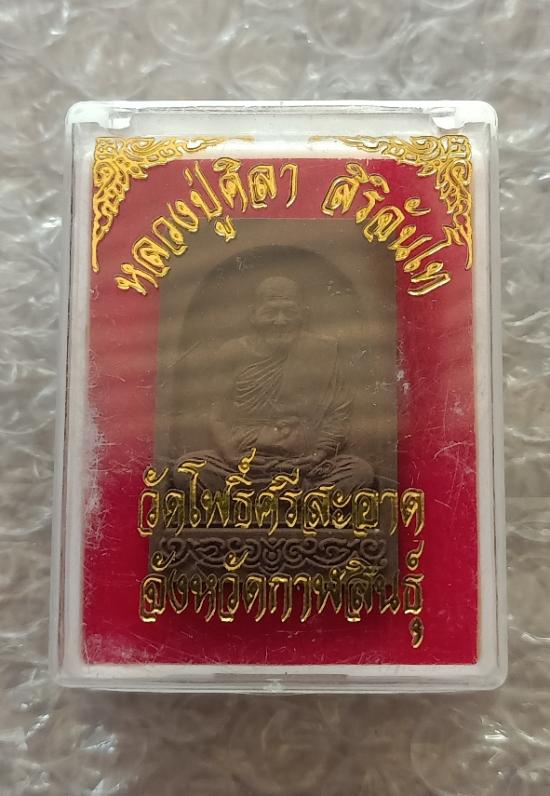 หลวงปู่ศิลา สิริจันโท
วัดโพธิ์ศรีสะอาด
จังหวัดกาฬสินธุ์